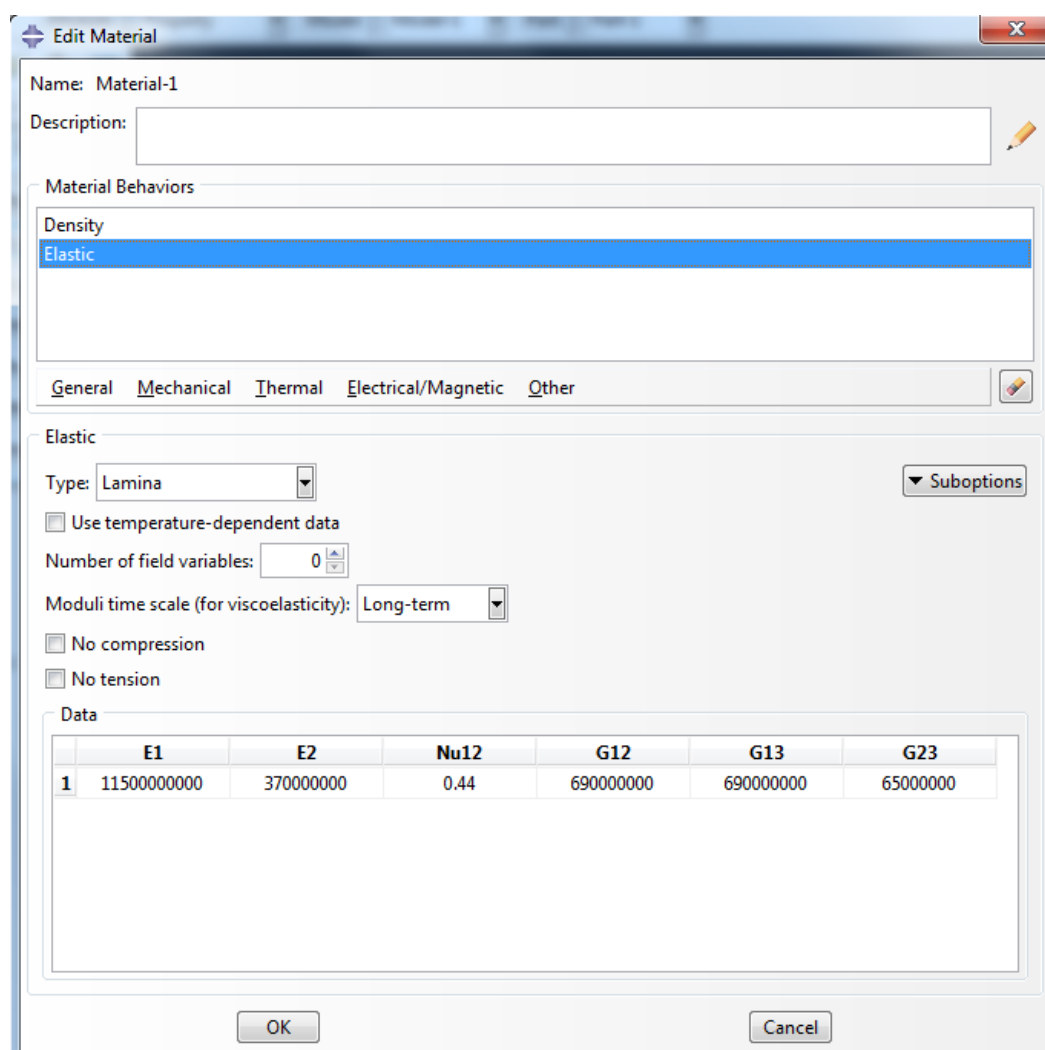 Edit Material
Name: Material-1
Description:
Material Behaviors
Density
Elastic
General Mechanical Thermal Electrical/Magnetic Other
Elastic
Type: Lamina
Suboptions
Use temperature-dependent data
Number of field variables: 0
Moduli time scale (for viscoelasticity): Long-term
No compression
No tension
Data
E1 E2 Nu12 G12 G13 G23
1 11500000000 370000000 0.44 690000000 690000000 65000000
OK Cancel